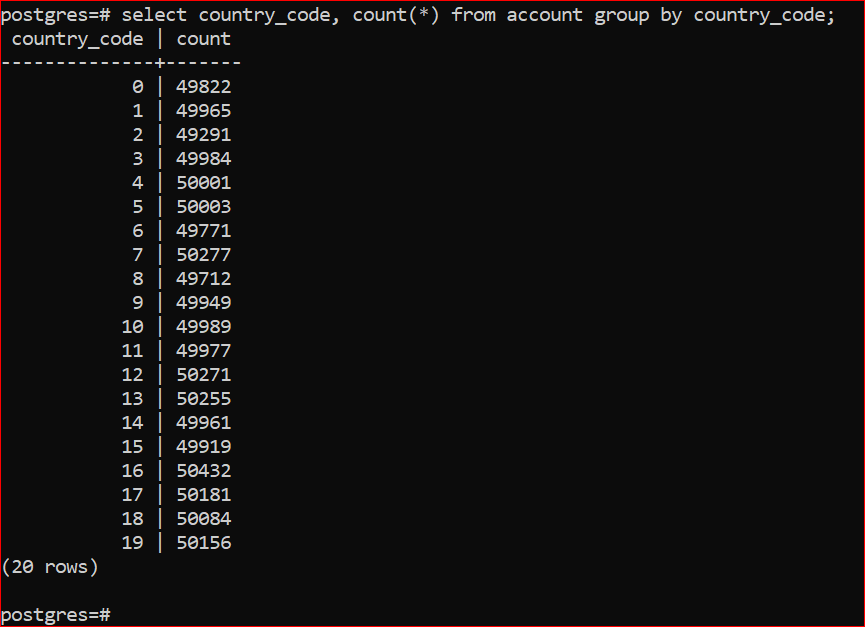 postgres=# select country_code, count(*) from account group by country_code;
 country_code | count
--------------+-------
            0 | 49822
            1 | 49965
            2 | 49291
            3 | 49984
            4 | 50001
            5 | 50003
            6 | 49771
            7 | 50277
            8 | 49712
            9 | 49949
           10 | 49989
           11 | 49977
           12 | 50271
           13 | 50255
           14 | 49961
           15 | 49919
           16 | 50432
           17 | 50181
           18 | 50084
           19 | 50156
(20 rows)

postgres=#